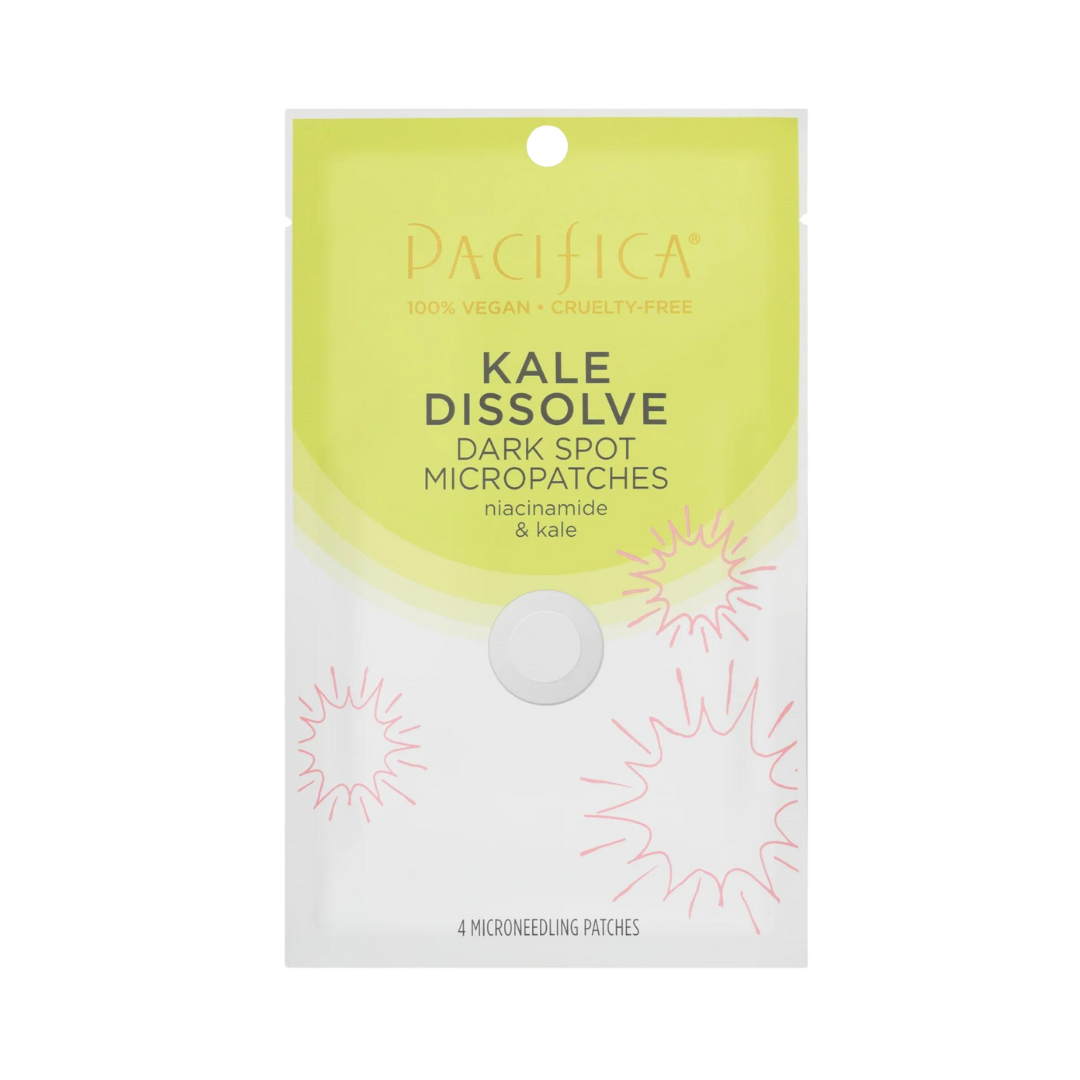 PACIFICA®
100% VEGAN • CRUELTY-FREE
KALE
DISSOLVE
DARK SPOT
MICROPATCHES
niacinamide
& kale
4 MICRONEEDLING PATCHES